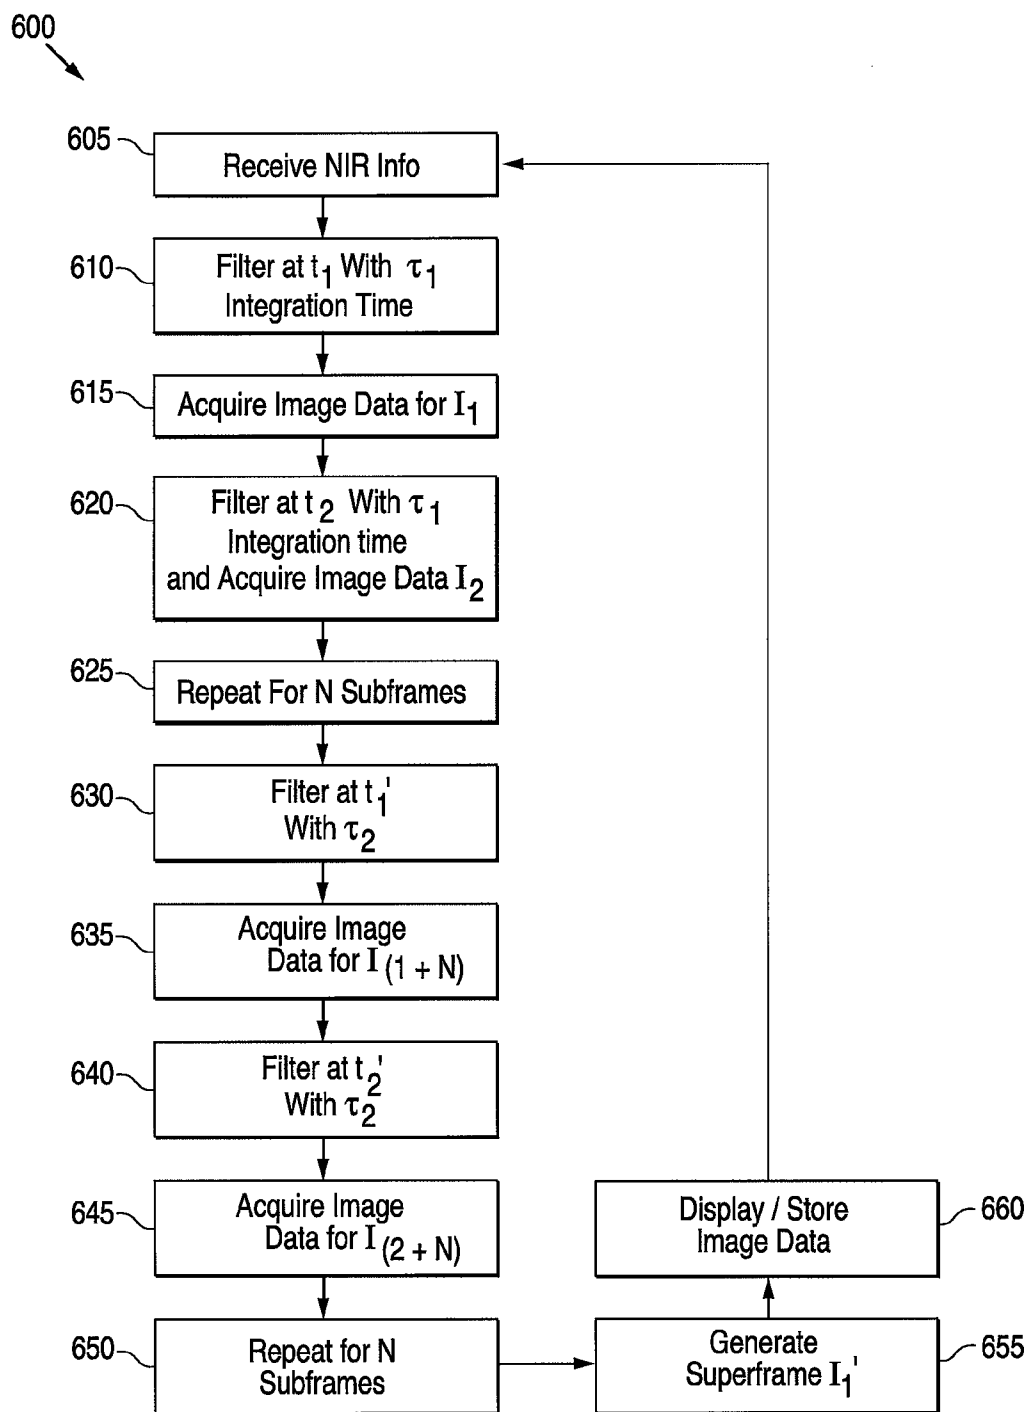 600
605
Receive NIR Info
610
Filter at t₁ With τ₁
Integration Time
615
Acquire Image Data for I₁
620
Filter at t₂ With τ₁
Integration time
and Acquire Image Data I₂
625
Repeat For N Subframes
630
Filter at t₁'
With τ₂
635
Acquire Image
Data for I₍₁ ₊ N₎
640
Filter at t₂'
With τ₂
645
Acquire Image
Data for I₍₂ ₊ N₎
650
Repeat for N
Subframes
655
Generate
Superframe I₁'
660
Display / Store
Image Data